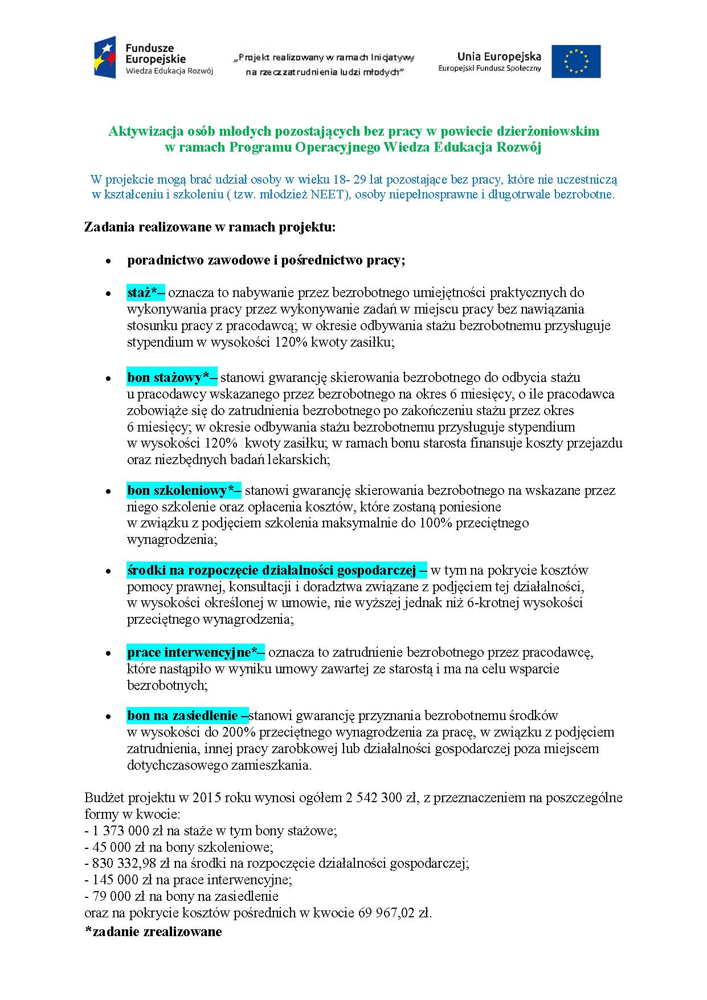 Fundusze
Europejskie
Wiedza Edukacja Rozwój
„Projekt realizowany w ramach Inicjatywy
na rzecz zatrudnienia ludzi młodych”
Unia Europejska
Europejski Fundusz Społeczny
Aktywizacja osób młodych pozostających bez pracy w powiecie dzierżoniowskim
w ramach Programu Operacyjnego Wiedza Edukacja Rozwój
W projekcie mogą brać udział osoby w wieku 18- 29 lat pozostające bez pracy, które nie uczestniczą
w kształceniu i szkoleniu ( tzw. młodzież NEET), osoby niepełnosprawne i długotrwale bezrobotne.
Zadania realizowane w ramach projektu:
• poradnictwo zawodowe i pośrednictwo pracy;
• staż*– oznacza to nabywanie przez bezrobotnego umiejętności praktycznych do
wykonywania pracy przez wykonywanie zadań w miejscu pracy bez nawiązania
stosunku pracy z pracodawcą; w okresie odbywania stażu bezrobotnemu przysługuje
stypendium w wysokości 120% kwoty zasiłku;
• bon stażowy*– stanowi gwarancję skierowania bezrobotnego do odbycia stażu
u pracodawcy wskazanego przez bezrobotnego na okres 6 miesięcy, o ile pracodawca
zobowiąże się do zatrudnienia bezrobotnego po zakończeniu stażu przez okres
6 miesięcy; w okresie odbywania stażu bezrobotnemu przysługuje stypendium
w wysokości 120% kwoty zasiłku; w ramach bonu starosta finansuje koszty przejazdu
oraz niezbędnych badań lekarskich;
• bon szkoleniowy*– stanowi gwarancję skierowania bezrobotnego na wskazane przez
niego szkolenie oraz opłacenia kosztów, które zostaną poniesione
w związku z podjęciem szkolenia maksymalnie do 100% przeciętnego
wynagrodzenia;
• środki na rozpoczęcie działalności gospodarczej – w tym na pokrycie kosztów
pomocy prawnej, konsultacji i doradztwa związane z podjęciem tej działalności,
w wysokości określonej w umowie, nie wyższej jednak niż 6-krotnej wysokości
przeciętnego wynagrodzenia;
• prace interwencyjne*– oznacza to zatrudnienie bezrobotnego przez pracodawcę,
które nastąpiło w wyniku umowy zawartej ze starostą i ma na celu wsparcie
bezrobotnych;
• bon na zasiedlenie –stanowi gwarancję przyznania bezrobotnemu środków
w wysokości do 200% przeciętnego wynagrodzenia za pracę, w związku z podjęciem
zatrudnienia, innej pracy zarobkowej lub działalności gospodarczej poza miejscem
dotychczasowego zamieszkania.
Budżet projektu w 2015 roku wynosi ogółem 2 542 300 zł, z przeznaczeniem na poszczególne
formy w kwocie:
- 1 373 000 zł na staże w tym bony stażowe;
- 45 000 zł na bony szkoleniowe;
- 830 332,98 zł na środki na rozpoczęcie działalności gospodarczej;
- 145 000 zł na prace interwencyjne;
- 79 000 zł na bony na zasiedlenie
oraz na pokrycie kosztów pośrednich w kwocie 69 967,02 zł.
*zadanie zrealizowane